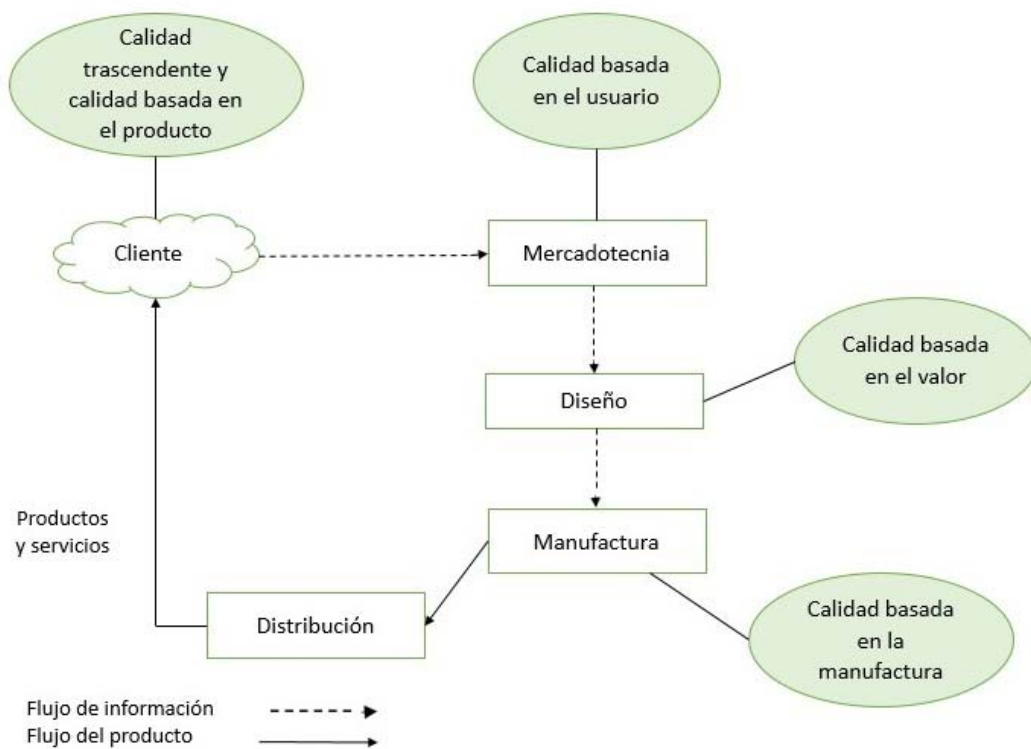 Calidad
trascendente y
calidad basada en
el producto
Calidad basada
en el usuario
Cliente
Mercadotecnia
Calidad basada
en el valor
Diseño
Productos
y servicios
Manufactura
Distribución
Calidad basada
en la
manufactura
Flujo de información
Flujo del producto